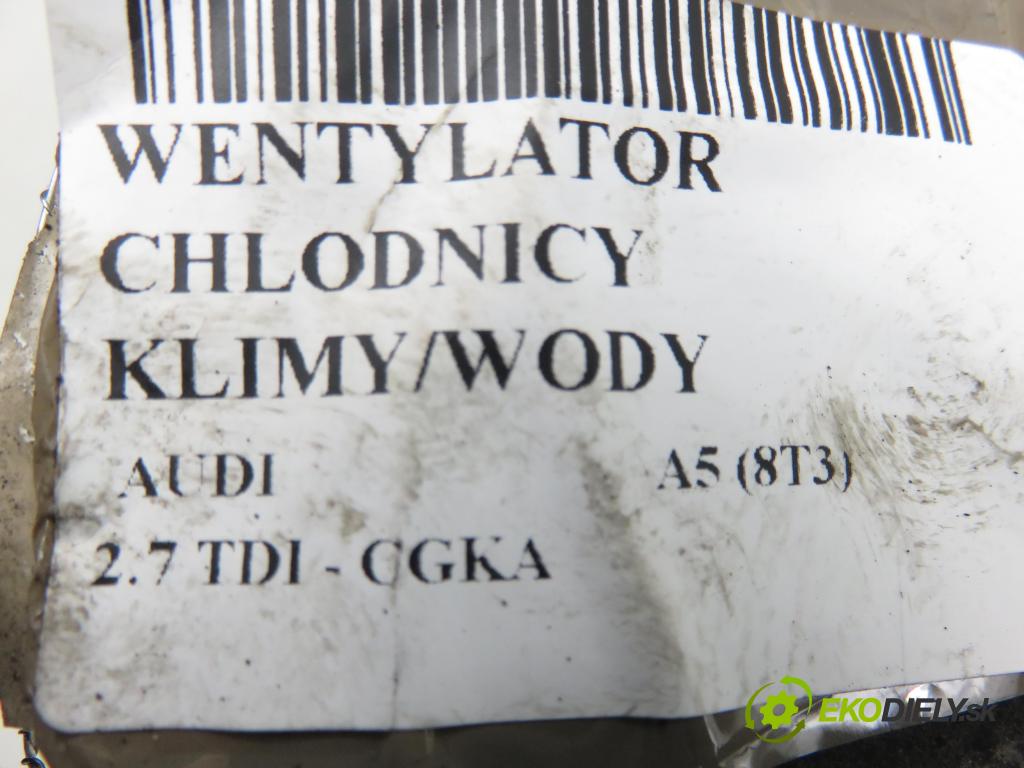 WENTYLATOR
CHLODNICY
KLIMY/WODY
AUDI A5 (8T3)
2.7 TDI - CGKA
EKODIELY.sk